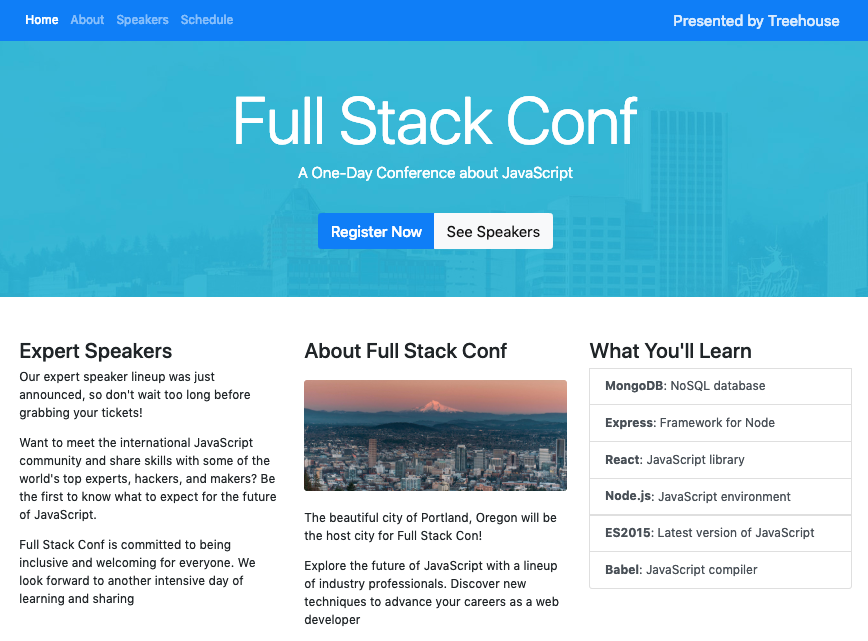 Home About Speakers Schedule Presented by Treehouse
Full Stack Conf
A One-Day Conference about JavaScript
Register Now See Speakers
Expert Speakers
Our expert speaker lineup was just
announced, so don't wait too long before
grabbing your tickets!
Want to meet the international JavaScript
community and share skills with some of the
world's top experts, hackers, and makers? Be
the first to know what to expect for the future
of JavaScript.
Full Stack Conf is committed to being
inclusive and welcoming for everyone. We
look forward to another intensive day of
learning and sharing
About Full Stack Conf
The beautiful city of Portland, Oregon will be
the host city for Full Stack Con!
Explore the future of JavaScript with a lineup
of industry professionals. Discover new
techniques to advance your careers as a web
developer
What You'll Learn
MongoDB: NoSQL database
Express: Framework for Node
React: JavaScript library
Node.js: JavaScript environment
ES2015: Latest version of JavaScript
Babel: JavaScript compiler